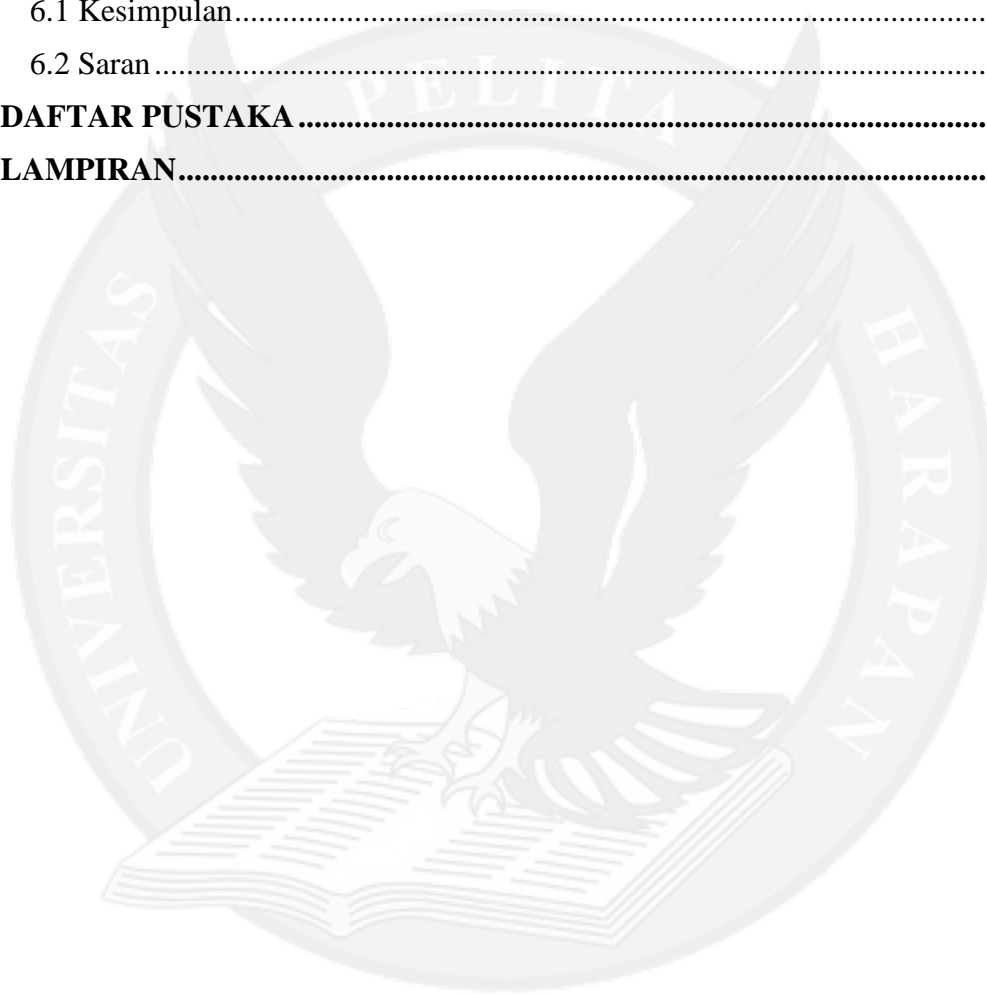 6.1 Kesimpulan..................................................................................................
6.2 Saran..........................................................................................................
DAFTAR PUSTAKA.........................................................................................
LAMPIRAN........................................................................................................
UNIVERSITAS PELITA HARAPAN